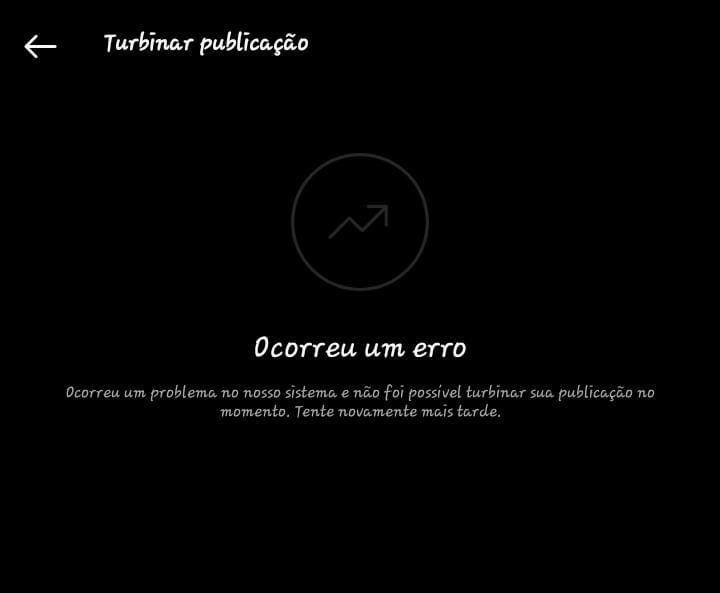 Turbinar publicação
Ocorreu um erro
Ocorreu um problema no nosso sistema e não foi possível turbinar sua publicação no
momento. Tente novamente mais tarde.